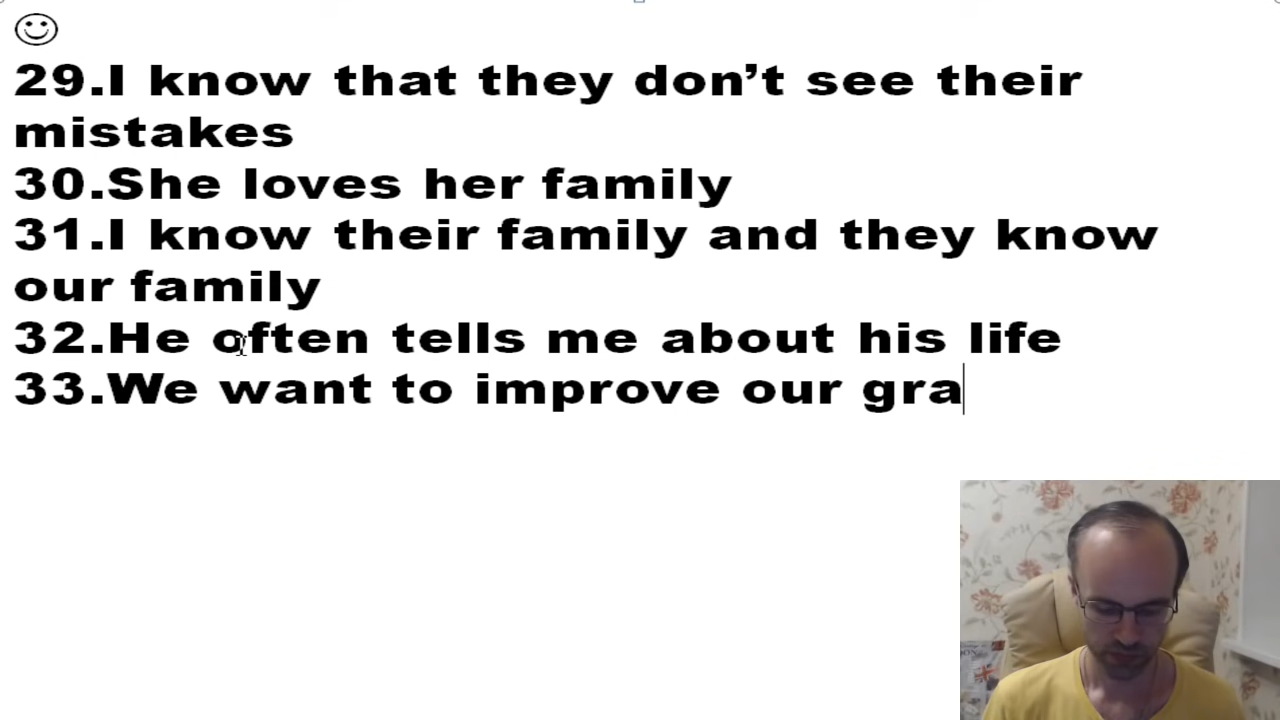 29.I know that they don’t see their
mistakes
30.She loves her family
31.I know their family and they know
our family
32.He often tells me about his life
33.We want to improve our gra